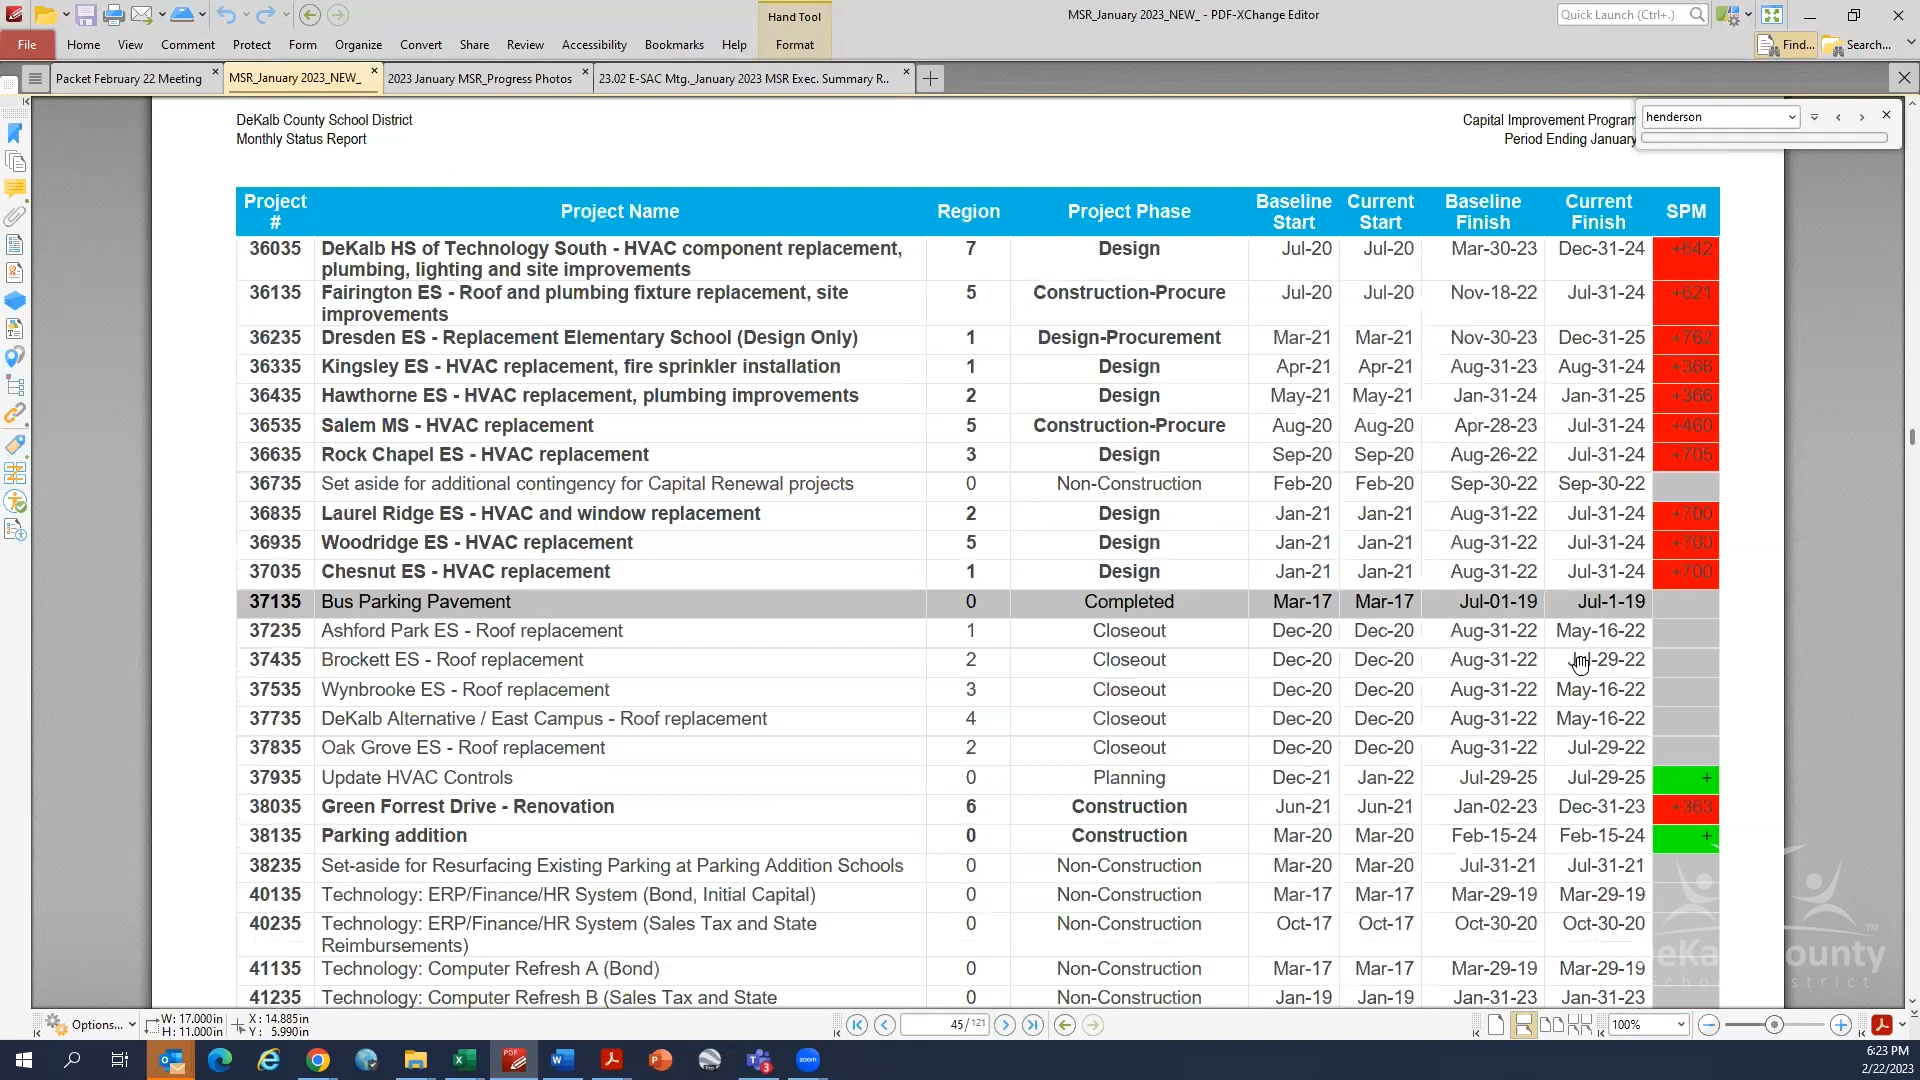 Hand Tool
MSR_January 2023_NEW_ - PDF-XChange Editor
Quick Launch (Ctrl+.)
File Home View Comment Protect Form Organize Convert Share Review Accessibility Bookmarks Help Format
Find... Search...
Packet February 22 Meeting MSR_January 2023_NEW_ 2023 January MSR_Progress Photos 23.02 E-SAC Mtg._January 2023 MSR Exec. Summary R..
DeKalb County School District
Monthly Status Report
Capital Improvement Program
Period Ending January
henderson
Project # Project Name Region Project Phase Baseline Start Current Start Baseline Finish Current Finish SPM
36035 DeKalb HS of Technology South - HVAC component replacement, 7 Design Jul-20 Jul-20 Mar-30-23 Dec-31-24 +642
plumbing, lighting and site improvements
36135 Fairington ES - Roof and plumbing fixture replacement, site 5 Construction-Procure Jul-20 Jul-20 Nov-18-22 Jul-31-24 +621
improvements
36235 Dresden ES - Replacement Elementary School (Design Only) 1 Design-Procurement Mar-21 Mar-21 Nov-30-23 Dec-31-25 +762
36335 Kingsley ES - HVAC replacement, fire sprinkler installation 1 Design Apr-21 Apr-21 Aug-31-23 Aug-31-24 +366
36435 Hawthorne ES - HVAC replacement, plumbing improvements 2 Design May-21 May-21 Jan-31-24 Jan-31-25 +366
36535 Salem MS - HVAC replacement 5 Construction-Procure Aug-20 Aug-20 Apr-28-23 Jul-31-24 +460
36635 Rock Chapel ES - HVAC replacement 3 Design Sep-20 Sep-20 Aug-26-22 Jul-31-24 +705
36735 Set aside for additional contingency for Capital Renewal projects 0 Non-Construction Feb-20 Feb-20 Sep-30-22 Sep-30-22
36835 Laurel Ridge ES - HVAC and window replacement 2 Design Jan-21 Jan-21 Aug-31-22 Jul-31-24 +700
36935 Woodridge ES - HVAC replacement 5 Design Jan-21 Jan-21 Aug-31-22 Jul-31-24 +700
37035 Chesnut ES - HVAC replacement 1 Design Jan-21 Jan-21 Aug-31-22 Jul-31-24 +700
37135 Bus Parking Pavement 0 Completed Mar-17 Mar-17 Jul-01-19 Jul-1-19
37235 Ashford Park ES - Roof replacement 1 Closeout Dec-20 Dec-20 Aug-31-22 May-16-22
37435 Brockett ES - Roof replacement 2 Closeout Dec-20 Dec-20 Aug-31-22 Jul-29-22
37535 Wynbrooke ES - Roof replacement 3 Closeout Dec-20 Dec-20 Aug-31-22 May-16-22
37735 DeKalb Alternative / East Campus - Roof replacement 4 Closeout Dec-20 Dec-20 Aug-31-22 May-16-22
37835 Oak Grove ES - Roof replacement 2 Closeout Dec-20 Dec-20 Aug-31-22 Jul-29-22
37935 Update HVAC Controls 0 Planning Dec-21 Jan-22 Jul-29-25 Jul-29-25 +
38035 Green Forrest Drive - Renovation 6 Construction Jun-21 Jun-21 Jan-02-23 Dec-31-23 +363
38135 Parking addition 0 Construction Mar-20 Mar-20 Feb-15-24 Feb-15-24 +
38235 Set-aside for Resurfacing Existing Parking at Parking Addition Schools 0 Non-Construction Mar-20 Mar-20 Jul-31-21 Jul-31-21
40135 Technology: ERP/Finance/HR System (Bond, Initial Capital) 0 Non-Construction Mar-17 Mar-17 Mar-29-19 Mar-29-19
40235 Technology: ERP/Finance/HR System (Sales Tax and State 0 Non-Construction Oct-17 Oct-17 Oct-30-20 Oct-30-20
Reimbursements)
41135 Technology: Computer Refresh A (Bond) 0 Non-Construction Mar-17 Mar-17 Mar-29-19 Mar-29-19
41235 Technology: Computer Refresh B (Sales Tax and State 0 Non-Construction Jan-19 Jan-19 Jan-31-23 Jan-31-23
Options... W: 17.000in X: 14.885in
H: 11.000in Y: 5.990in
45 / 121
100%
6:23 PM
2/22/2023